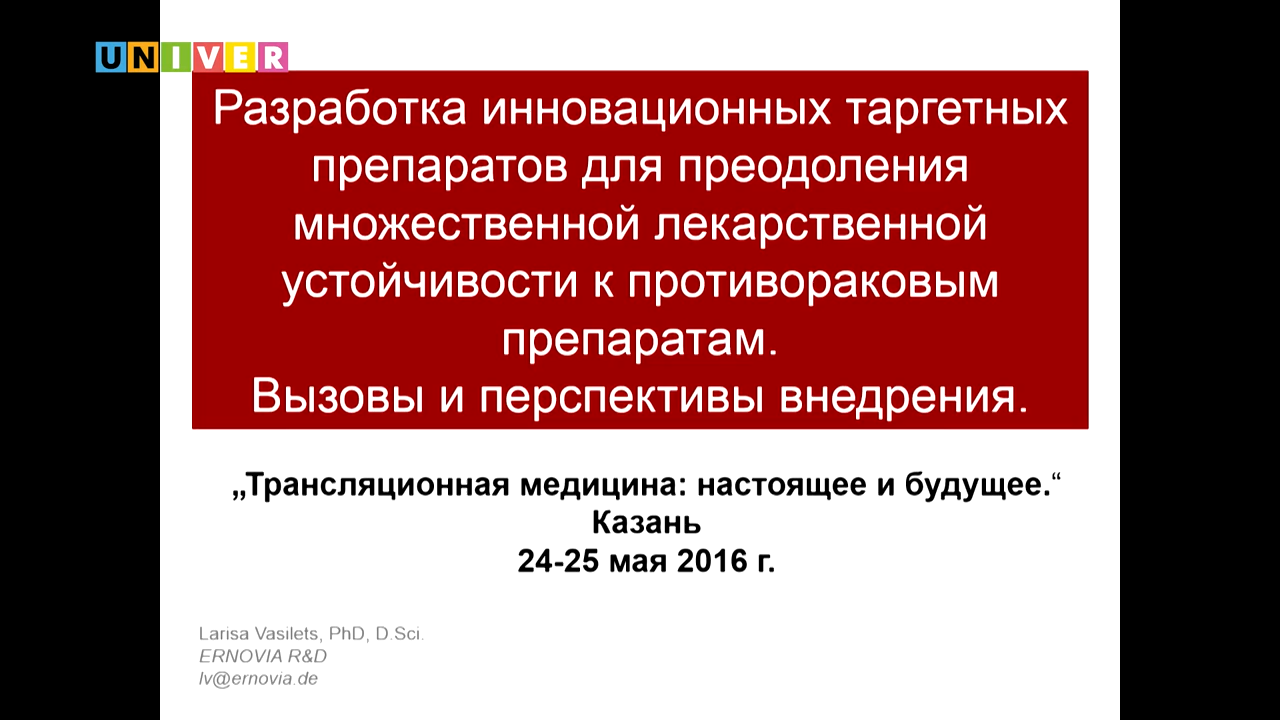 UNIVER
Разработка инновационных таргетных
препаратов для преодоления
множественной лекарственной
устойчивости к противораковым
препаратам.
Вызовы и перспективы внедрения.
„Трансляционная медицина: настоящее и будущее.“
Казань
24-25 мая 2016 г.
Larisa Vasilets, PhD, D.Sci.
ERNOVIA R&D
lv@ernovia.de